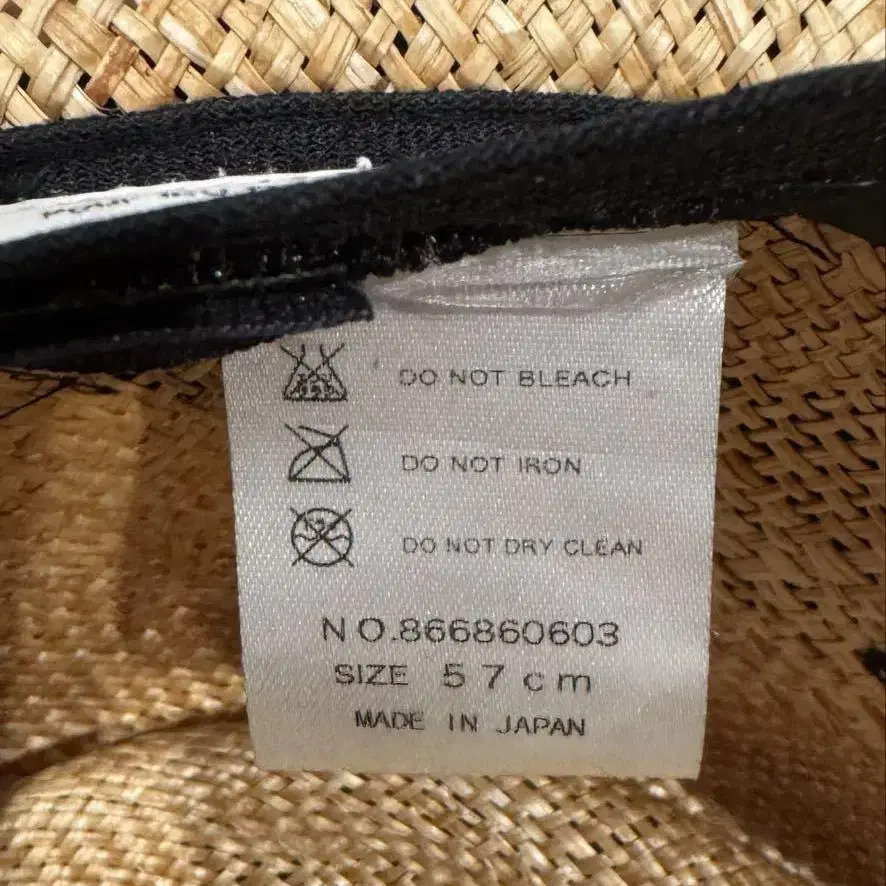 DO NOT BLEACH
DO NOT IRON
DO NOT DRY CLEAN
NO.866860603
SIZE 57cm
MADE IN JAPAN